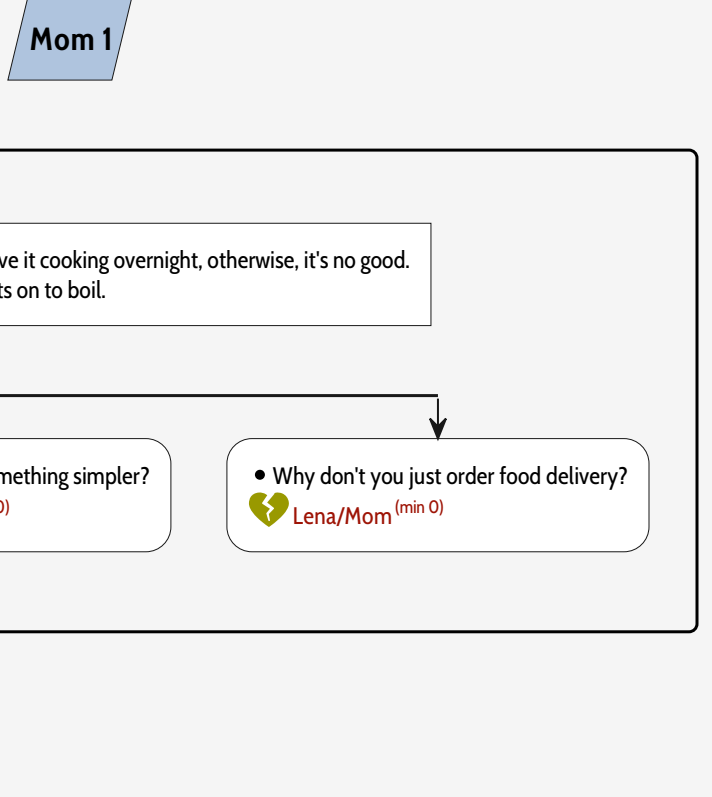 Mom 1
ve it cooking overnight, otherwise, it's no good.
ts on to boil.
mething simpler?
0)
• Why don't you just order food delivery?
Lena/Mom (min 0)